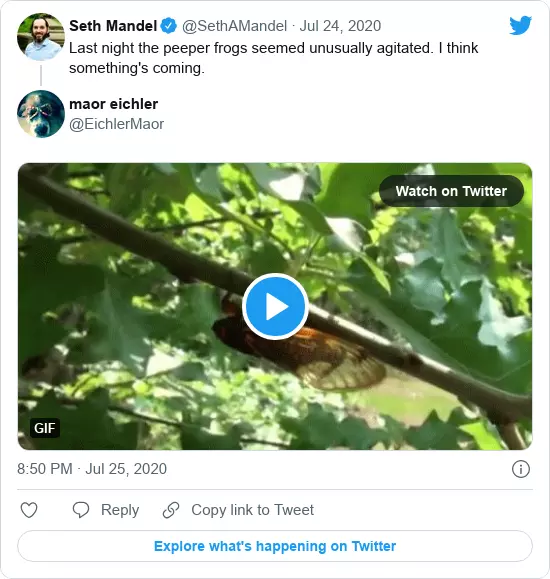 Seth Mandel @SethAMandel · Jul 24, 2020
Last night the peeper frogs seemed unusually agitated. I think
something's coming.
maor eichler
@EichlerMaor
Watch on Twitter
GIF
8:50 PM · Jul 25, 2020
Reply Copy link to Tweet
Explore what's happening on Twitter